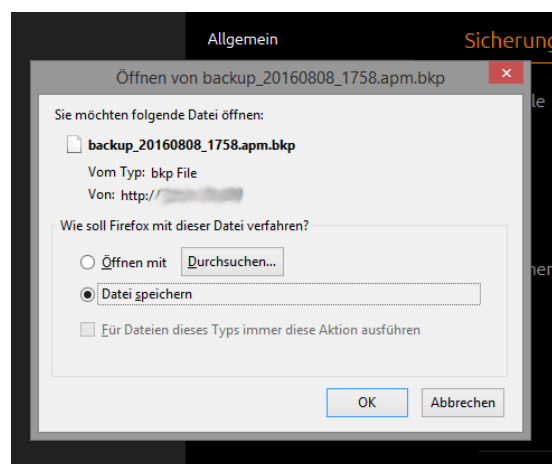 Allgemein
Sicherung
Öffnen von backup_20160808_1758.apm.bkp
Sie möchten folgende Datei öffnen:
le
backup_20160808_1758.apm.bkp
Vom Typ: bkp File
Von: http://
Wie soll Firefox mit dieser Datei verfahren?
Öffnen mit Durchsuchen...
her
Datei speichern
Für Dateien dieses Typs immer diese Aktion ausführen
OK Abbrechen